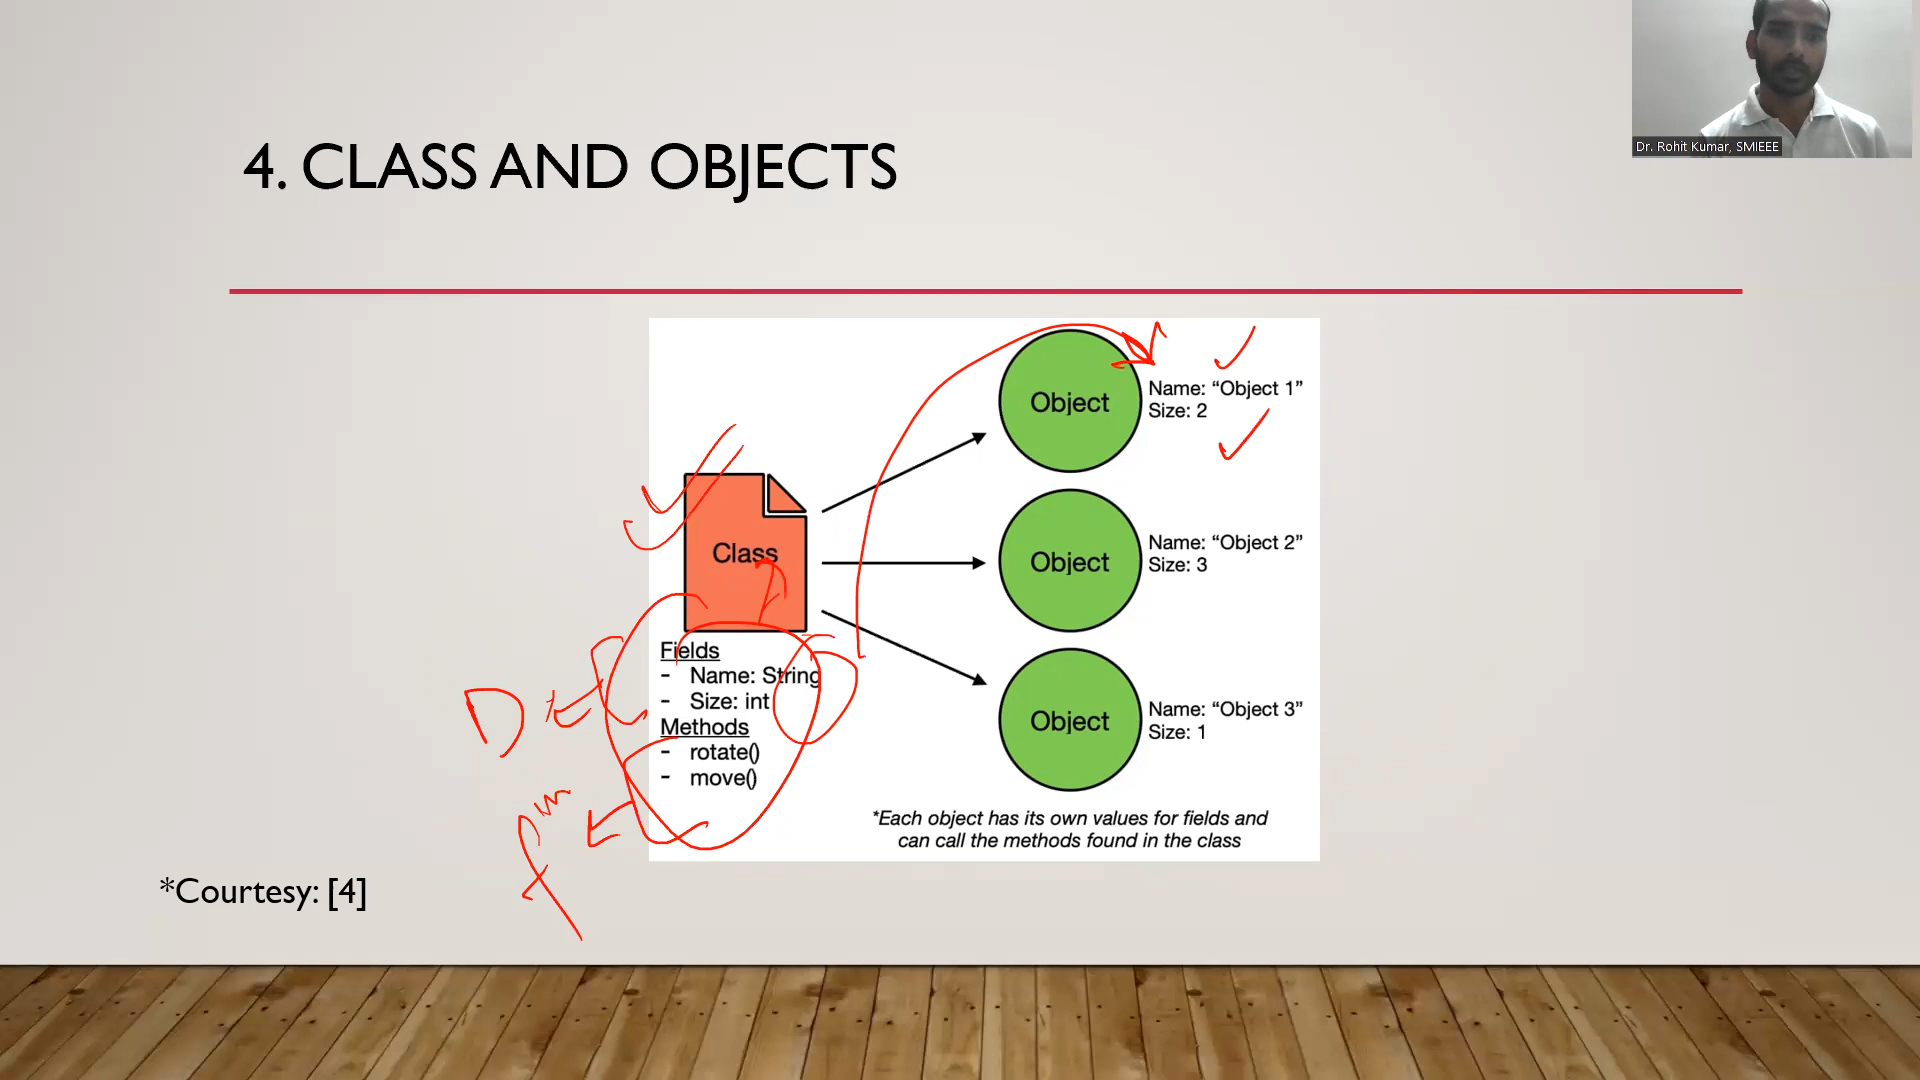 Dr. Rohit Kumar, SMIEEE
4. CLASS AND OBJECTS
Object
Name: “Object 1”
Size: 2
Class
Object
Name: “Object 2”
Size: 3
Fields
- Name: String
- Size: int
Methods
- rotate()
- move()
Object
Name: “Object 3”
Size: 1
D
*Each object has its own values for fields and
can call the methods found in the class
*Courtesy: [4]